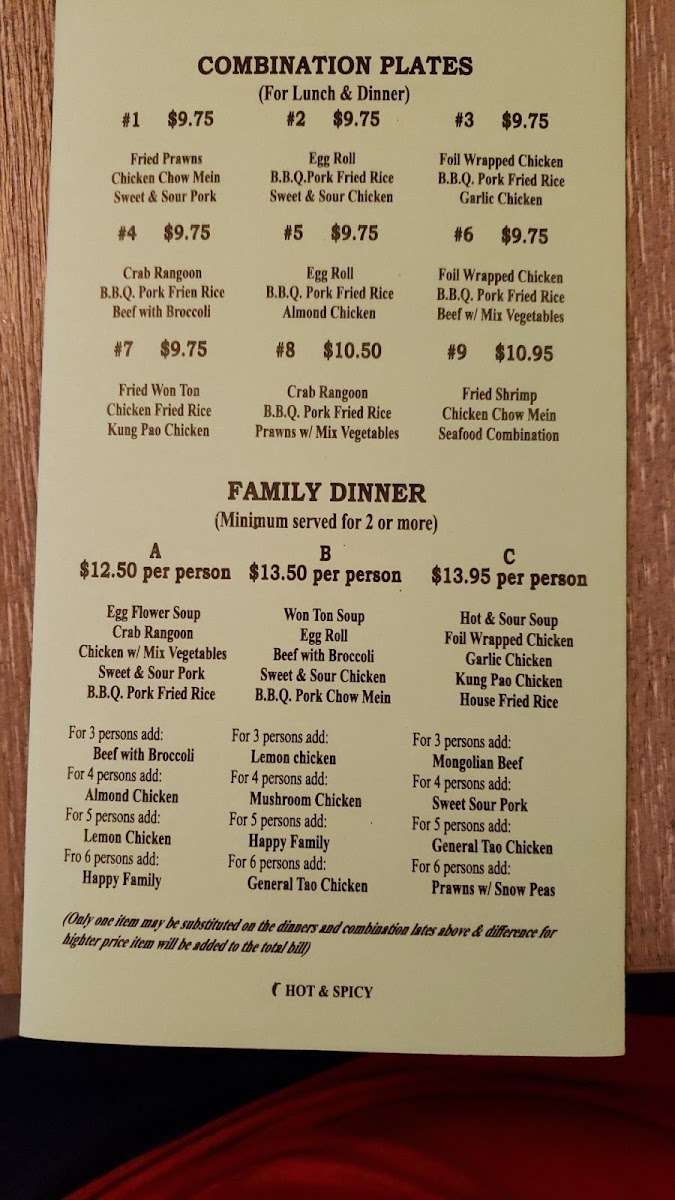 COMBINATION PLATES
(For Lunch & Dinner)
#1 $9.75
Fried Prawns
Chicken Chow Mein
Sweet & Sour Pork
#2 $9.75
Egg Roll
B.B.Q.Pork Fried Rice
Sweet & Sour Chicken
#3 $9.75
Foil Wrapped Chicken
B.B.Q. Pork Fried Rice
Garlic Chicken
#4 $9.75
Crab Rangoon
B.B.Q. Pork Frien Rice
Beef with Broccoli
#5 $9.75
Egg Roll
B.B.Q. Pork Fried Rice
Almond Chicken
#6 $9.75
Foil Wrapped Chicken
B.B.Q. Pork Fried Rice
Beef w/ Mix Vegetables
#7 $9.75
Fried Won Ton
Chicken Fried Rice
Kung Pao Chicken
#8 $10.50
Crab Rangoon
B.B.Q. Pork Fried Rice
Prawns w/ Mix Vegetables
#9 $10.95
Fried Shrimp
Chicken Chow Mein
Seafood Combination
FAMILY DINNER
(Minimum served for 2 or more)
A
$12.50 per person
Egg Flower Soup
Crab Rangoon
Chicken w/ Mix Vegetables
Sweet & Sour Pork
B.B.Q. Pork Fried Rice
For 3 persons add:
Beef with Broccoli
For 4 persons add:
Almond Chicken
For 5 persons add:
Lemon Chicken
Fro 6 persons add:
Happy Family
B
$13.50 per person
Won Ton Soup
Egg Roll
Beef with Broccoli
Sweet & Sour Chicken
B.B.Q. Pork Chow Mein
For 3 persons add:
Lemon chicken
For 4 persons add:
Mushroom Chicken
For 5 persons add:
Happy Family
For 6 persons add:
General Tao Chicken
C
$13.95 per person
Hot & Sour Soup
Foil Wrapped Chicken
Garlic Chicken
Kung Pao Chicken
House Fried Rice
For 3 persons add:
Mongolian Beef
For 4 persons add:
Sweet Sour Pork
For 5 persons add:
General Tao Chicken
For 6 persons add:
Prawns w/ Snow Peas
(Only one item may be substituted on the dinners and combination lates above & difference for
highter price item will be added to the total bill)
HOT & SPICY